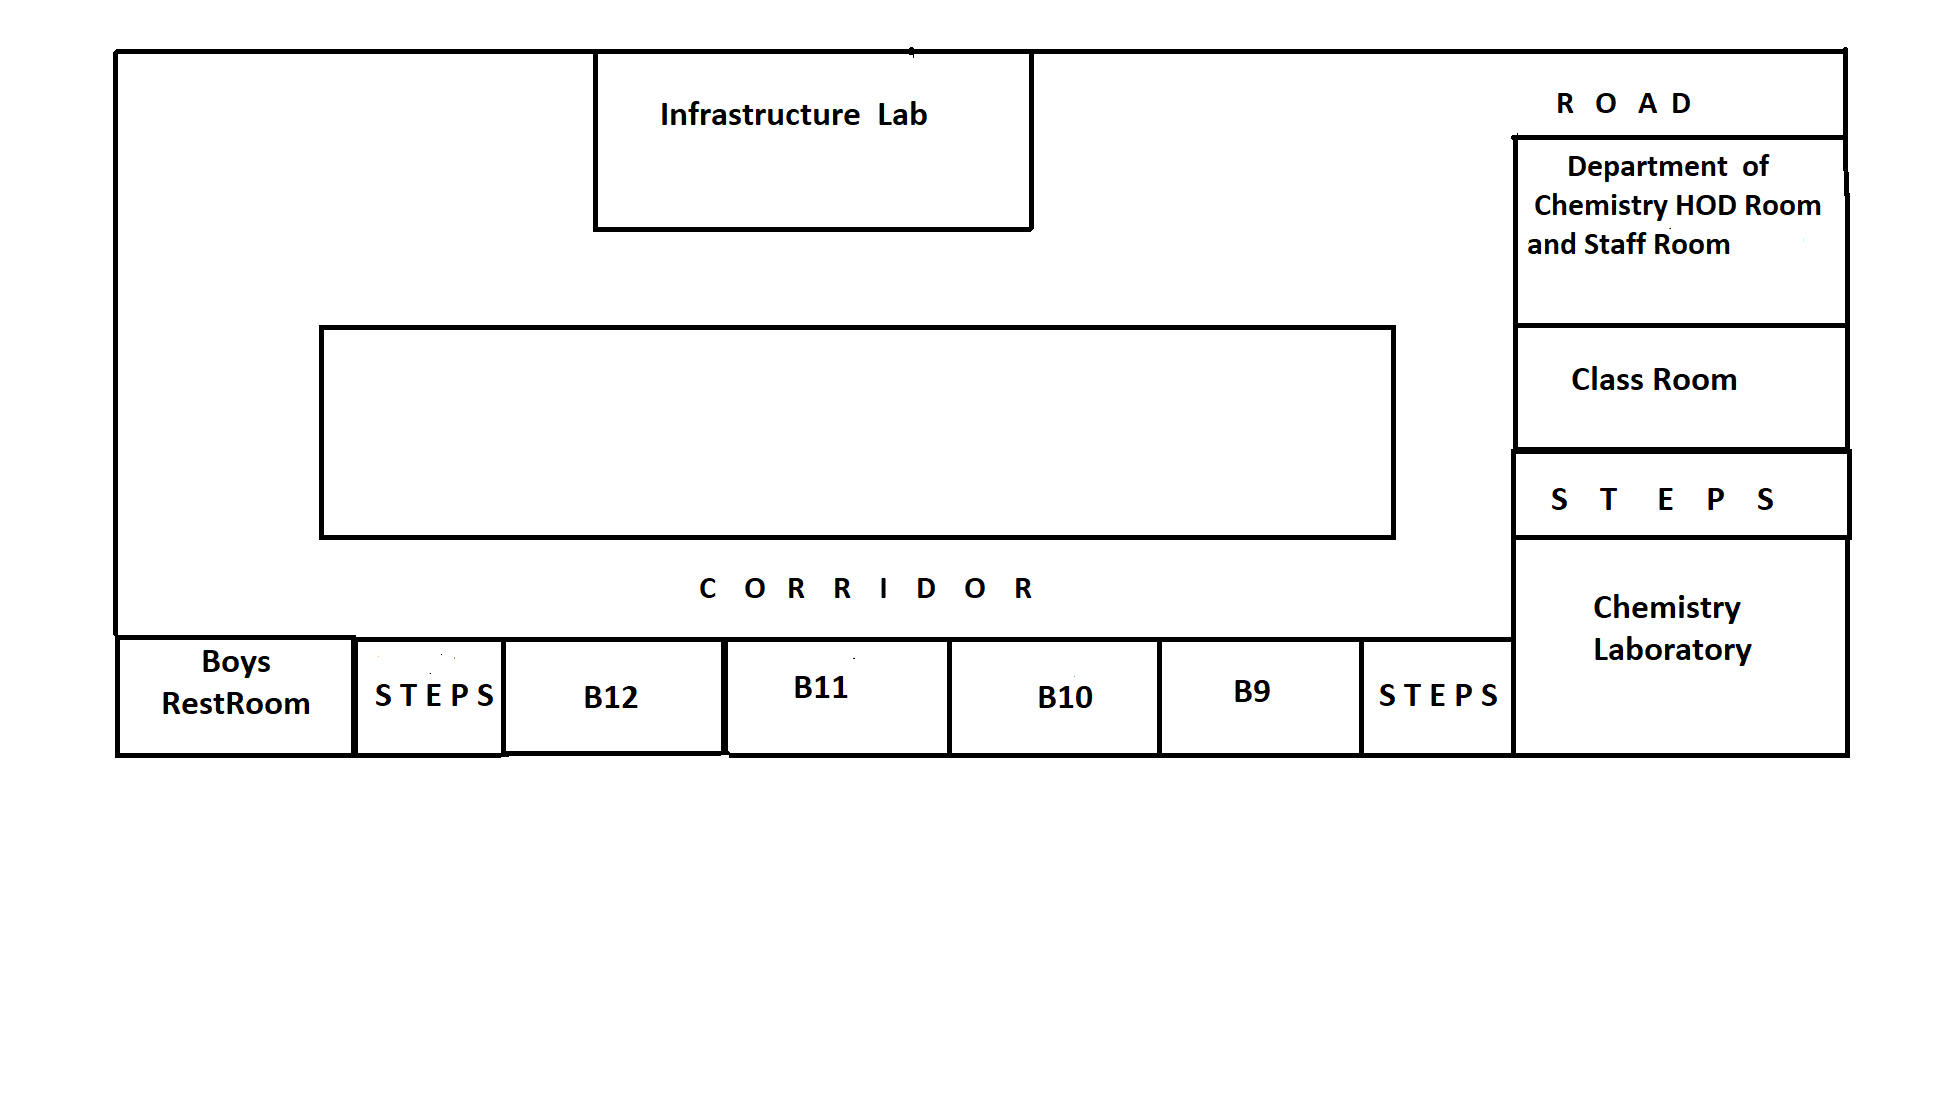 Infrastructure Lab
R O A D
Department of
Chemistry HOD Room
and Staff Room
Class Room
S T E P S
C O R R I D O R
Chemistry
Laboratory
Boys
RestRoom
S T E P S
B12
B11
B10
B9
S T E P S